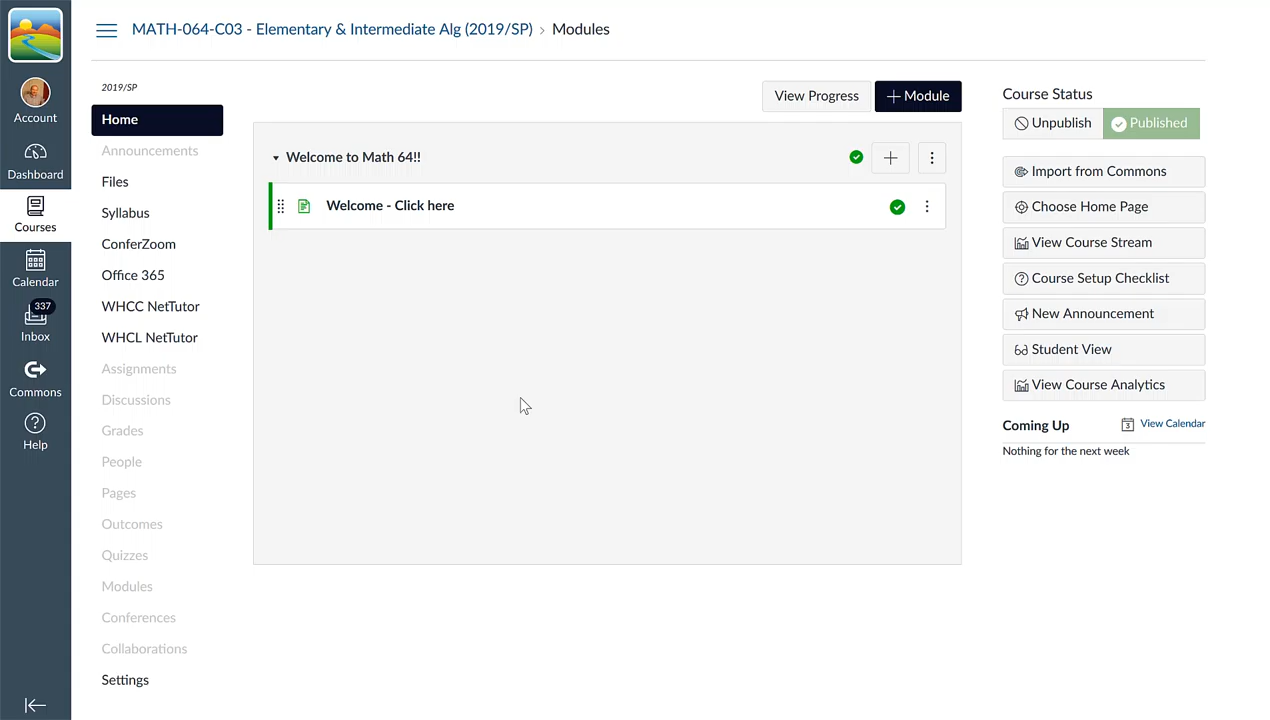 MATH-064-C03 - Elementary & Intermediate Alg (2019/SP) › Modules
Account
Dashboard
Courses
Calendar
337
Inbox
Commons
Help
2019/SP
Home
Announcements
Files
Syllabus
ConferZoom
Office 365
WHCC NetTutor
WHCL NetTutor
Assignments
Discussions
Grades
People
Pages
Outcomes
Quizzes
Modules
Conferences
Collaborations
Settings
View Progress
+ Module
Welcome to Math 64!!
Welcome - Click here
Course Status
Unpublish
Published
Import from Commons
Choose Home Page
View Course Stream
Course Setup Checklist
New Announcement
Student View
View Course Analytics
Coming Up
3 View Calendar
Nothing for the next week